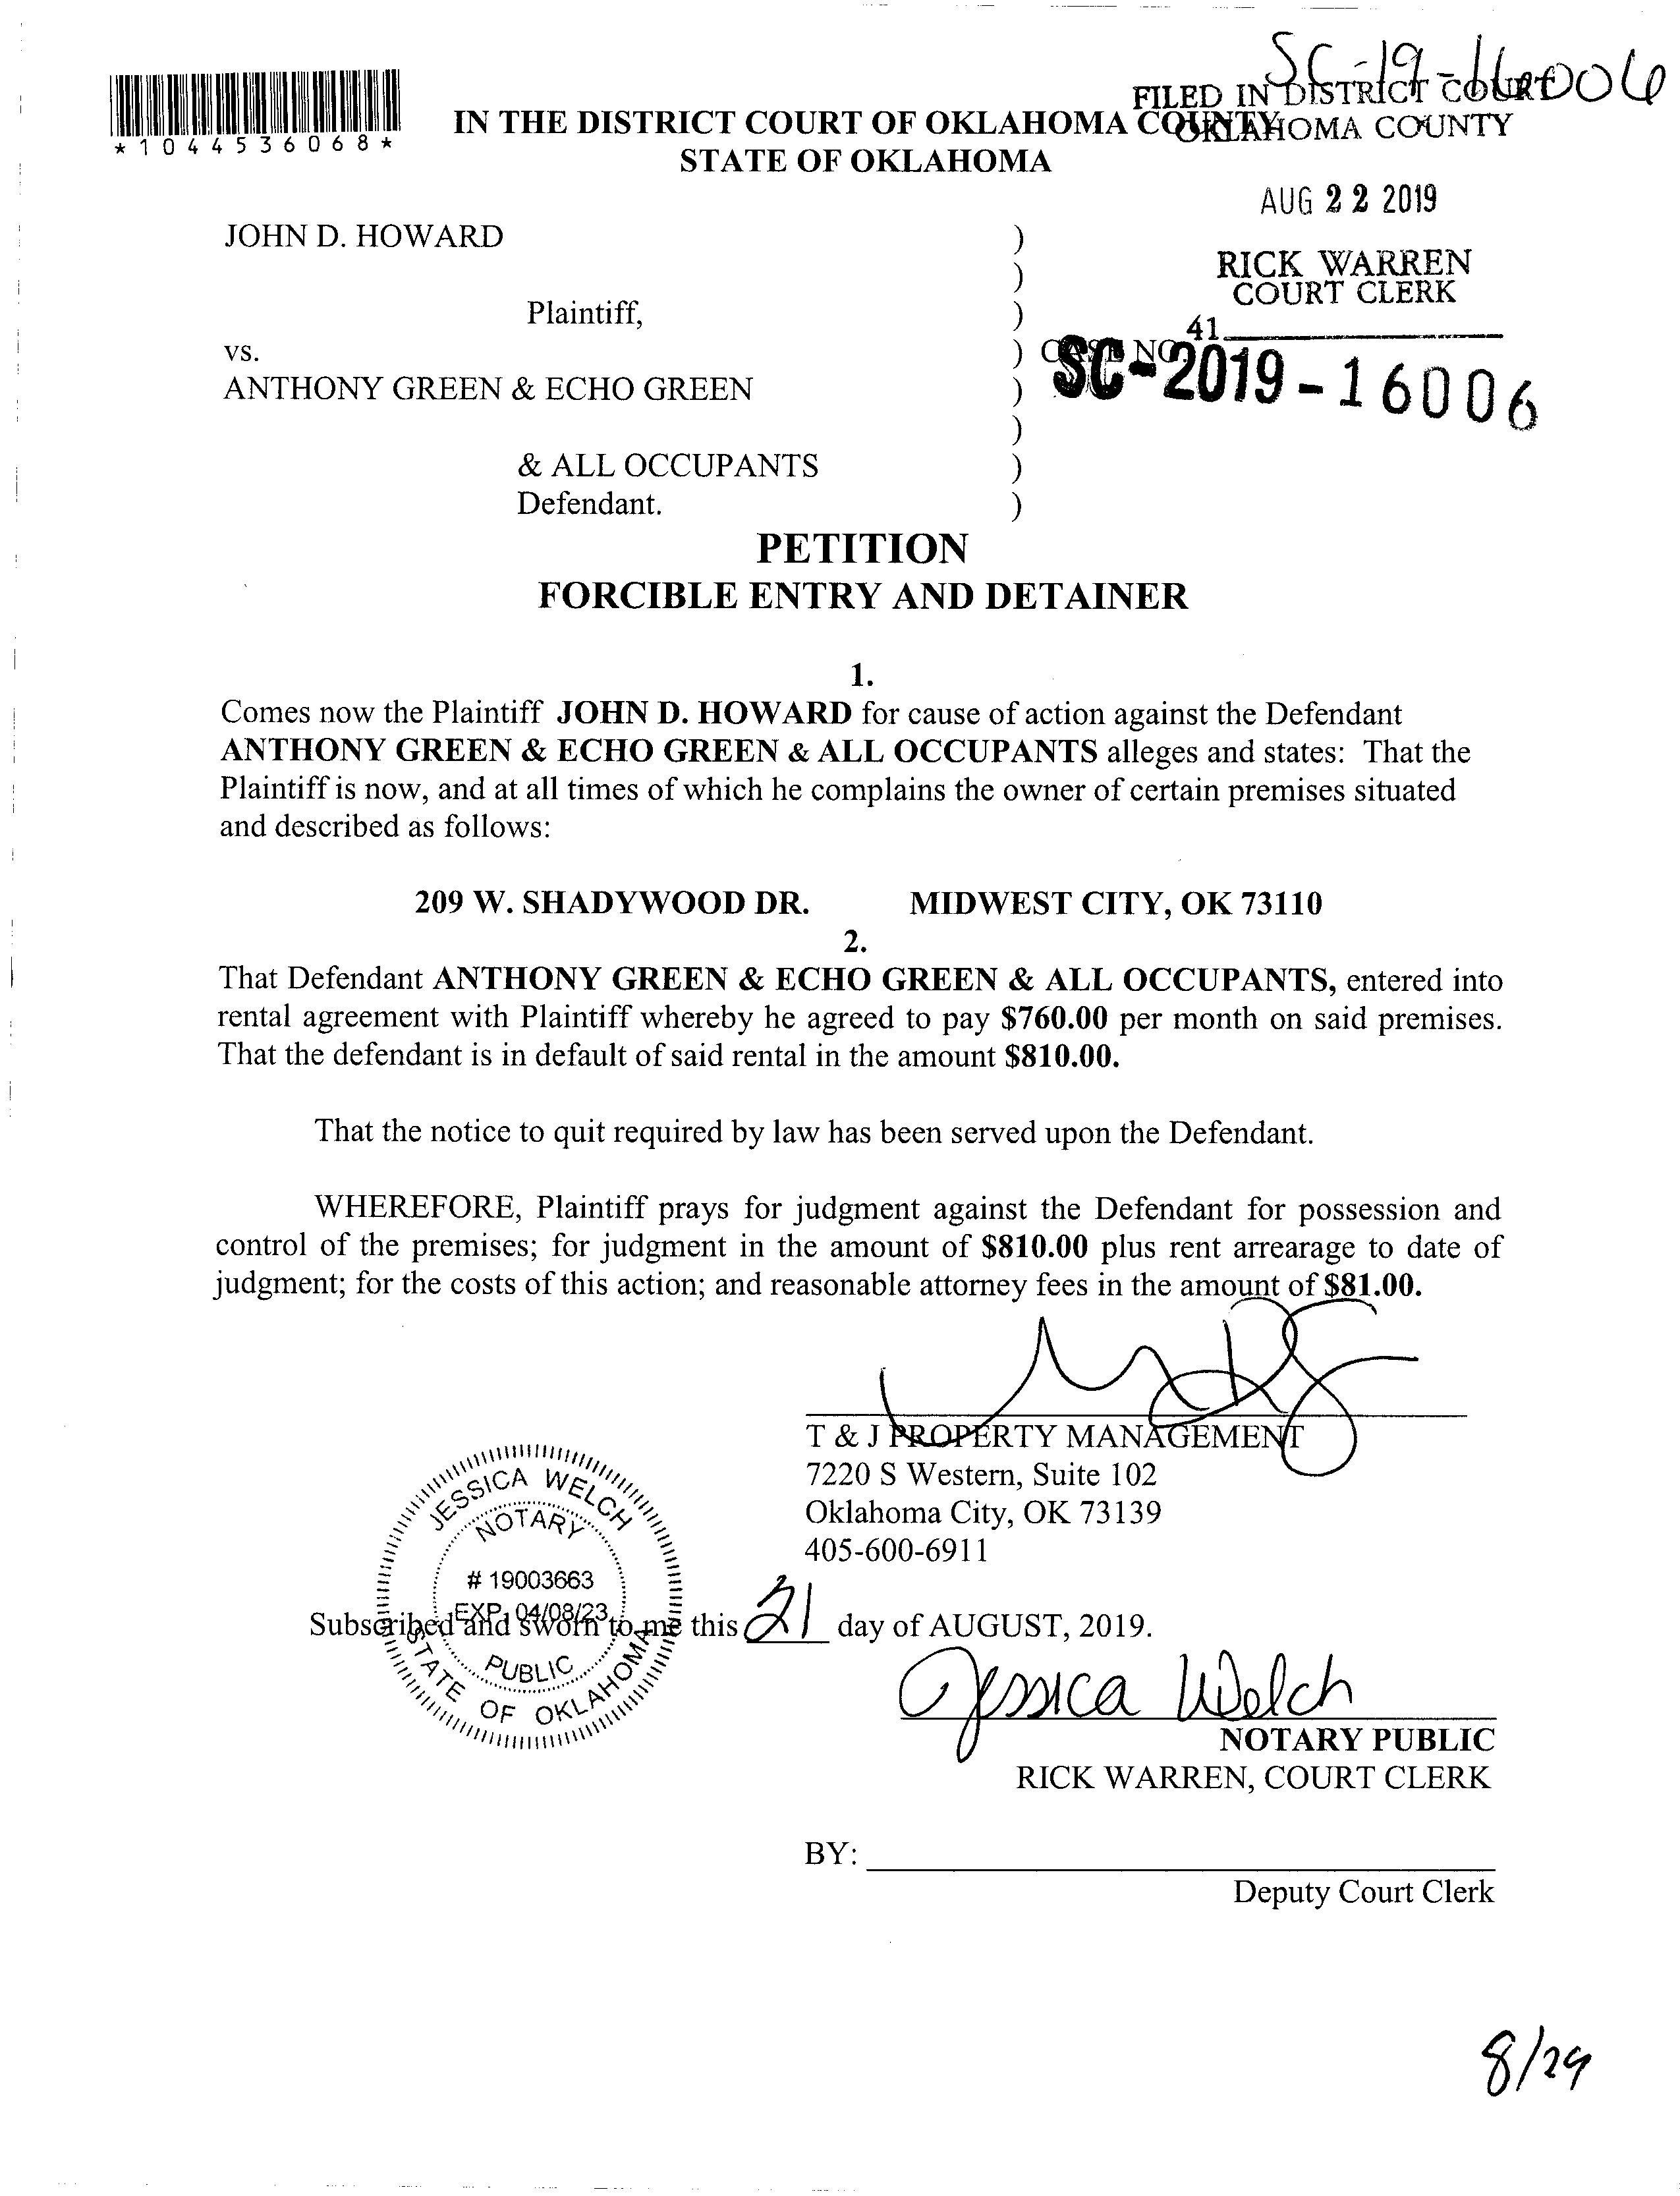 SC-19-16006
FILED IN DISTRICT COURT
OKLAHOMA COUNTY
*1044536068*
IN THE DISTRICT COURT OF OKLAHOMA COUNTY
STATE OF OKLAHOMA
AUG 22 2019
JOHN D. HOWARD )
)
RICK WARREN
COURT CLERK
Plaintiff, )
41
vs. ) CASE NO.
SC-2019-16006
ANTHONY GREEN & ECHO GREEN )
)
& ALL OCCUPANTS )
Defendant. )
PETITION
FORCIBLE ENTRY AND DETAINER
1.
Comes now the Plaintiff JOHN D. HOWARD for cause of action against the Defendant
ANTHONY GREEN & ECHO GREEN & ALL OCCUPANTS alleges and states: That the
Plaintiff is now, and at all times of which he complains the owner of certain premises situated
and described as follows:
209 W. SHADYWOOD DR. MIDWEST CITY, OK 73110
2.
That Defendant ANTHONY GREEN & ECHO GREEN & ALL OCCUPANTS, entered into
rental agreement with Plaintiff whereby he agreed to pay $760.00 per month on said premises.
That the defendant is in default of said rental in the amount $810.00.
That the notice to quit required by law has been served upon the Defendant.
WHEREFORE, Plaintiff prays for judgment against the Defendant for possession and
control of the premises; for judgment in the amount of $810.00 plus rent arrearage to date of
judgment; for the costs of this action; and reasonable attorney fees in the amount of $81.00.
T & J PROPERTY MANAGEMENT
7220 S Western, Suite 102
Oklahoma City, OK 73139
405-600-6911
JESSICA WELCH
NOTARY
# 19003663
EXP. 04/08/23
PUBLIC
STATE OF OKLAHOMA
Subscribed and sworn to me this 21 day of AUGUST, 2019.
Jessica Welch
NOTARY PUBLIC
RICK WARREN, COURT CLERK
BY:
Deputy Court Clerk
8/29